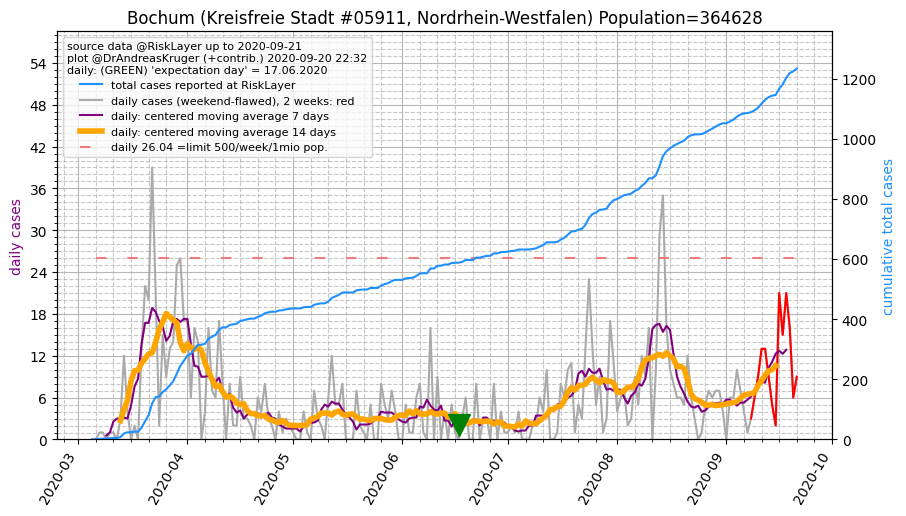 Bochum (Kreisfreie Stadt #05911, Nordrhein-Westfalen) Population=364628
source data @RiskLayer up to 2020-09-21
plot @DrAndreasKruger (+contrib.) 2020-09-20 22:32
daily: (GREEN) 'expectation day' = 17.06.2020
total cases reported at RiskLayer
daily cases (weekend-flawed), 2 weeks: red
daily: centered moving average 7 days
daily: centered moving average 14 days
daily 26.04 =limit 500/week/1mio pop.
daily cases
54
48
42
36
30
24
18
12
6
0
cumulative total cases
1200
1000
800
600
400
200
0
2020-03
2020-04
2020-05
2020-06
2020-07
2020-08
2020-09
2020-10